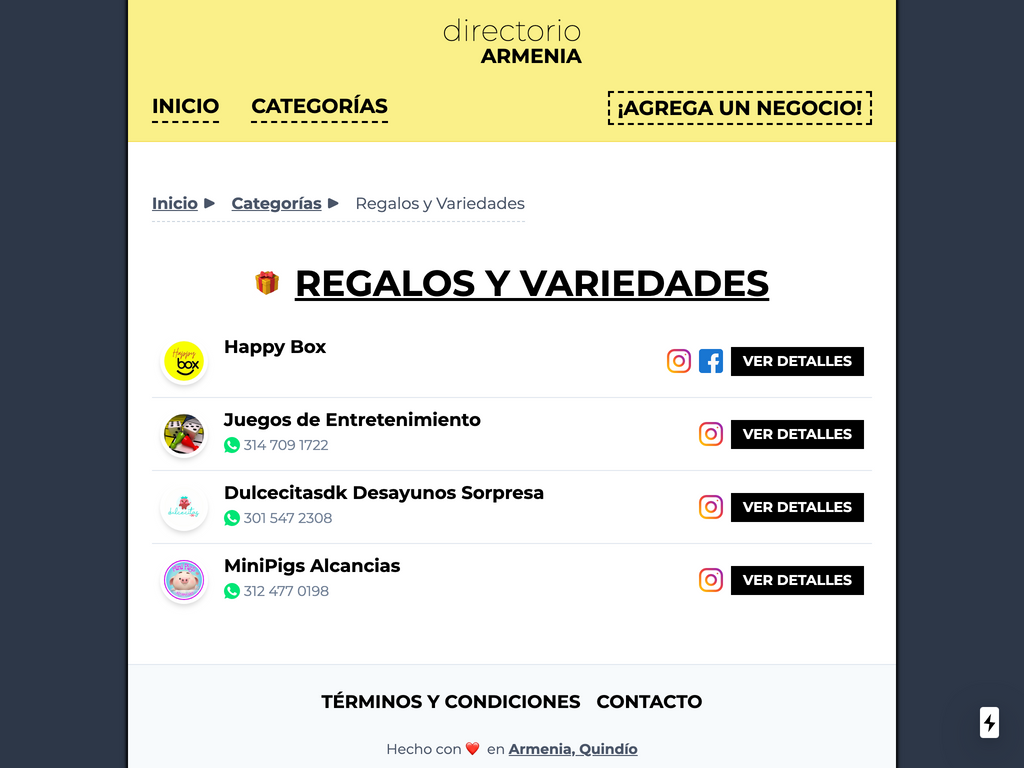 directorio
ARMENIA
INICIO CATEGORÍAS ¡AGREGA UN NEGOCIO!
Inicio Categorías Regalos y Variedades
REGALOS Y VARIEDADES
Happy box
Happy Box
VER DETALLES
Juegos de Entretenimiento
314 709 1722
VER DETALLES
Dulcecitasdk Desayunos Sorpresa
301 547 2308
VER DETALLES
MiniPigs Alcancias
312 477 0198
VER DETALLES
TÉRMINOS Y CONDICIONES CONTACTO
Hecho con ❤️ en Armenia, Quindío